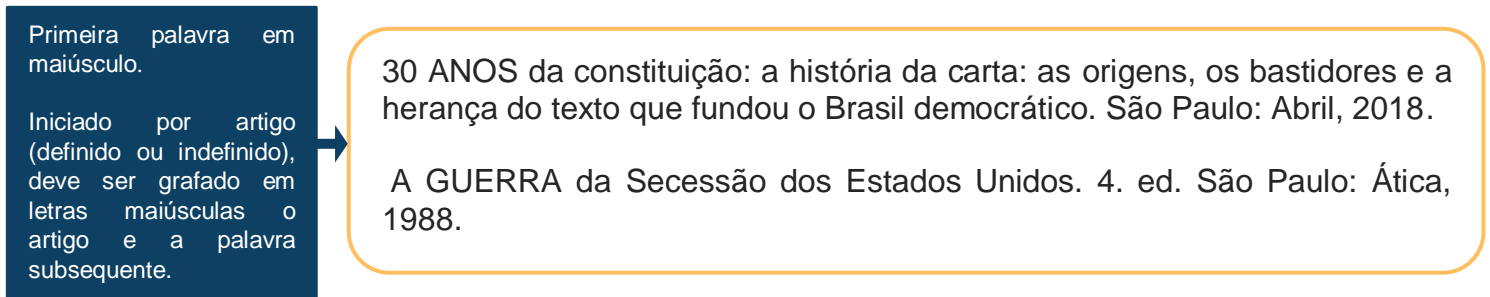 Primeira palavra em
maiúsculo.
Iniciado por artigo
(definido ou indefinido),
deve ser grafado em
letras maiúsculas o
artigo e a palavra
subsequente.
30 ANOS da constituição: a história da carta: as origens, os bastidores e a
herança do texto que fundou o Brasil democrático. São Paulo: Abril, 2018.
A GUERRA da Secessão dos Estados Unidos. 4. ed. São Paulo: Ática,
1988.